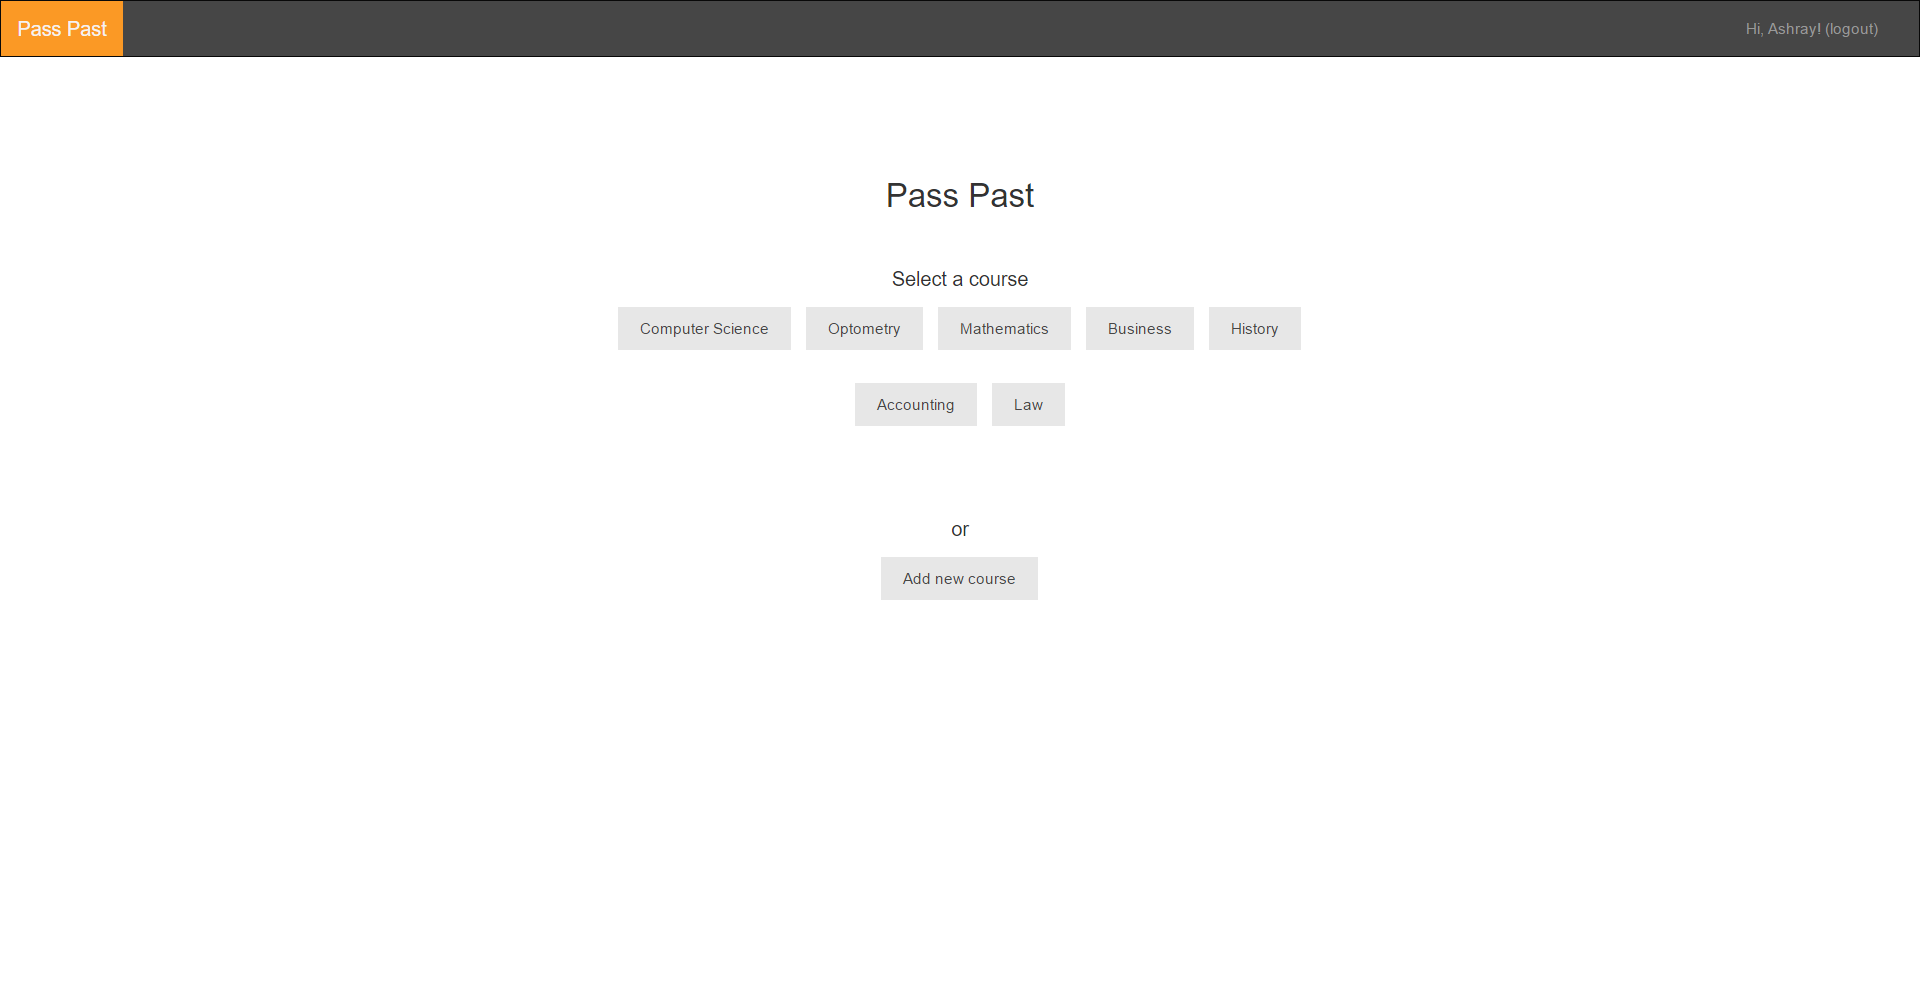 Pass Past
Hi, Ashray! (logout)
Pass Past
Select a course
Computer Science Optometry Mathematics Business History
Accounting Law
or
Add new course